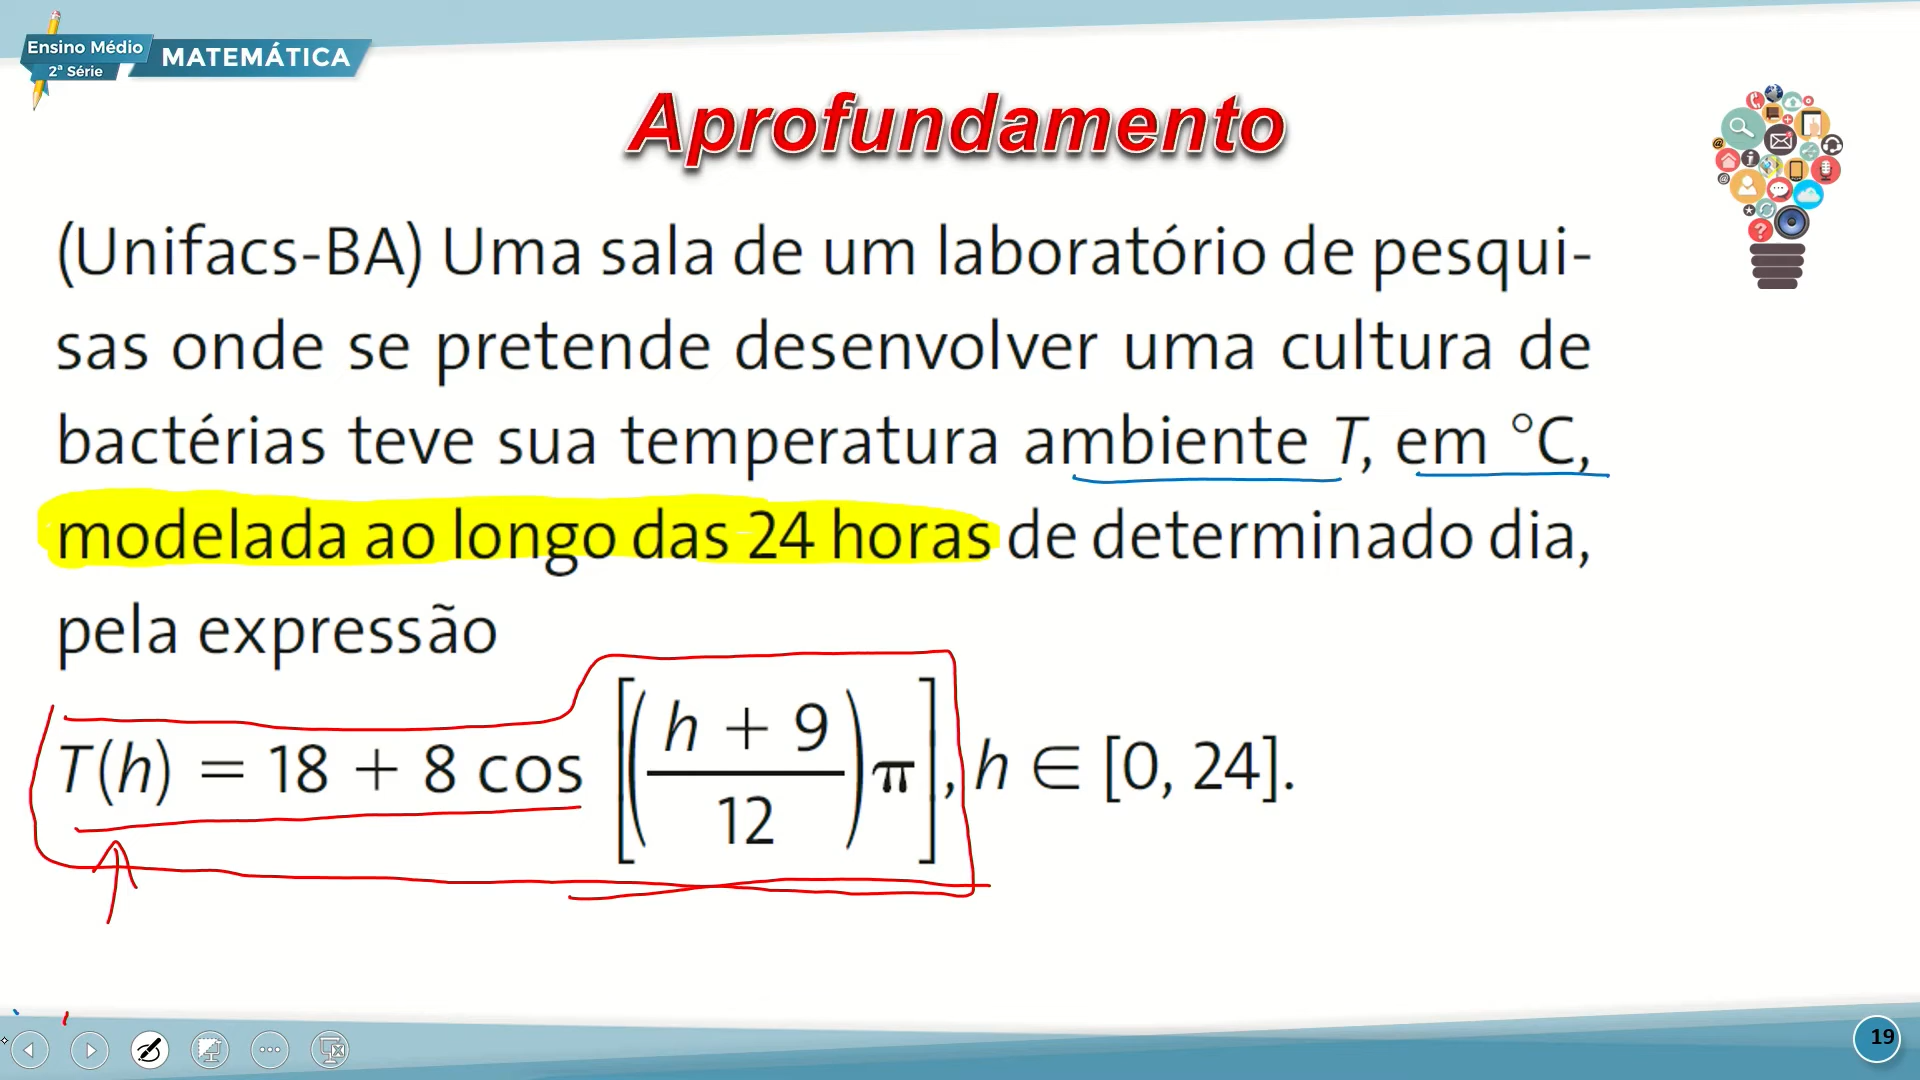 Ensino Médio
2ª Série
MATEMÁTICA
Aprofundamento
(Unifacs-BA) Uma sala de um laboratório de pesqui-
sas onde se pretende desenvolver uma cultura de
bactérias teve sua temperatura ambiente T, em °C,
modelada ao longo das 24 horas de determinado dia,
pela expressão
T(h) = 18 + 8 cos [((h + 9)/12)π], h ∈ [0, 24].
19